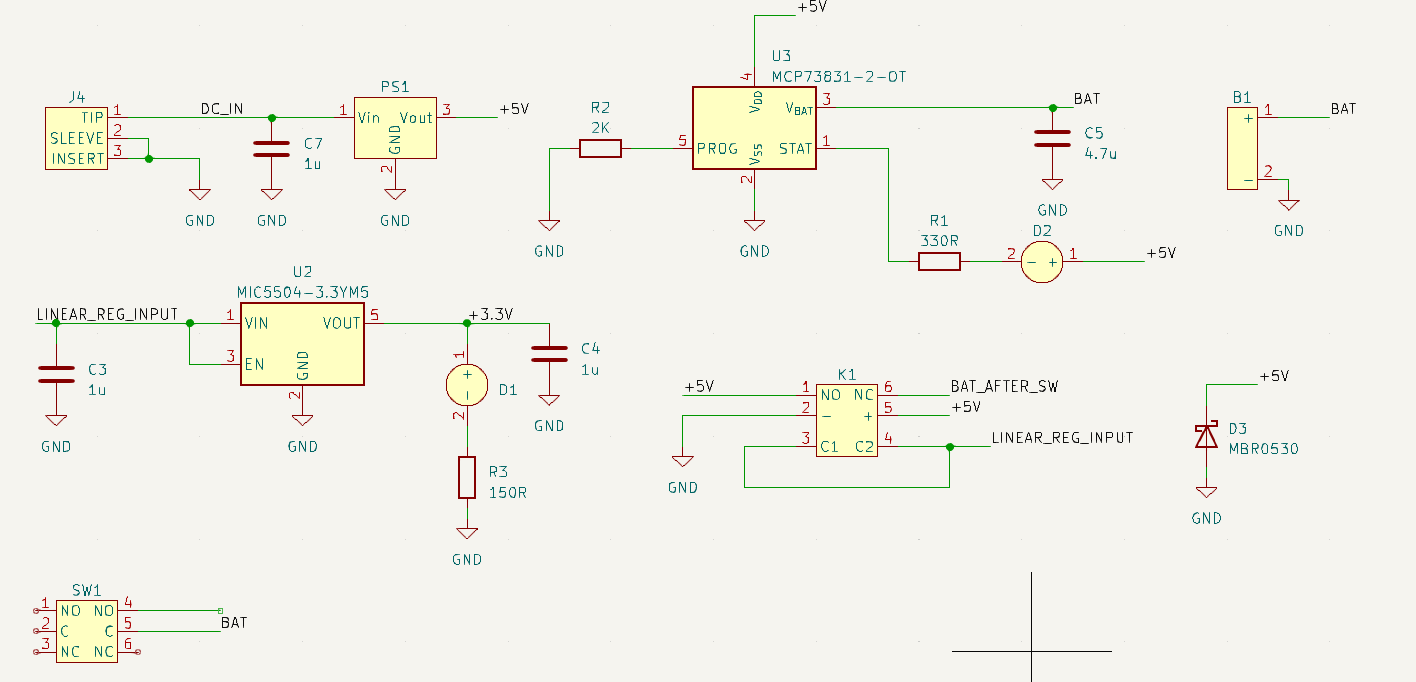 +5V
U3
MCP73831-2-OT
J4
TIP 1
SLEEVE 2
INSERT 3
GND
DC_IN
C7
1u
GND
PS1
1 Vin Vout 3
GND
2
+5V
GND
R2
2K
GND
4
VDD
VBAT 3
5 PROG
STAT 1
VSS
2
GND
BAT
C5
4.7u
GND
B1
+ 1
- 2
BAT
GND
R1
330R
D2
2 - + 1
+5V
U2
MIC5504-3.3YM5
LINEAR_REG_INPUT
1 VIN VOUT 5
3 EN
GND
2
GND
C3
1u
GND
+3.3V
1
+
-
2
D1
C4
1u
GND
R3
150R
GND
K1
+5V
1 NO NC 6
BAT_AFTER_SW
2 - + 5
+5V
3 C1 C2 4
LINEAR_REG_INPUT
GND
+5V
D3
MBR0530
GND
SW1
1 NO NO 4
2 C C 5
BAT
3 NC NC 6